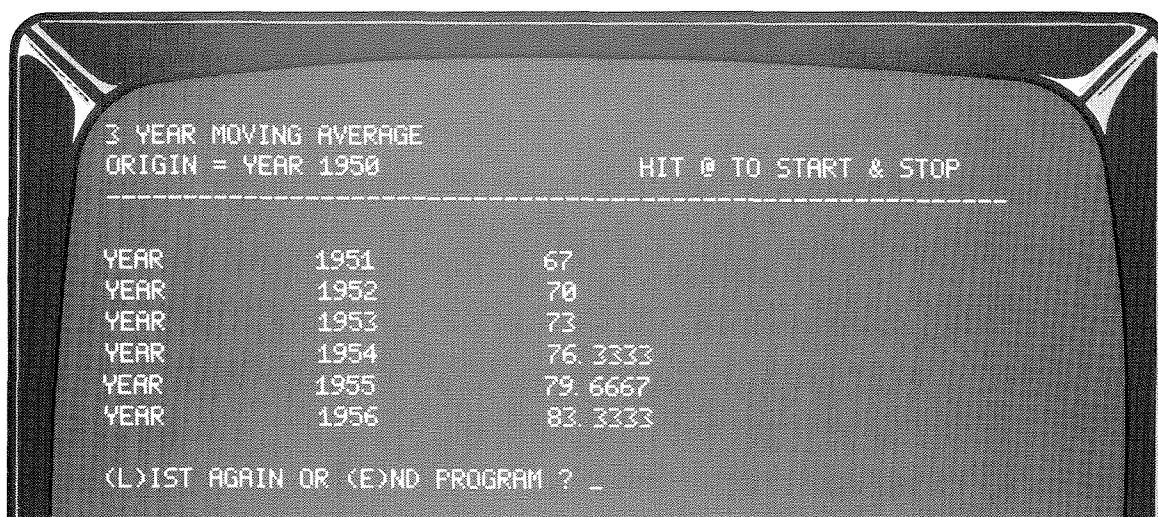 3 YEAR MOVING AVERAGE
ORIGIN = YEAR 1950 HIT @ TO START & STOP
-----------------------------------------------------------
YEAR 1951 67
YEAR 1952 70
YEAR 1953 73
YEAR 1954 76.3333
YEAR 1955 79.6667
YEAR 1956 83.3333
(L)IST AGAIN OR (E)ND PROGRAM ? _